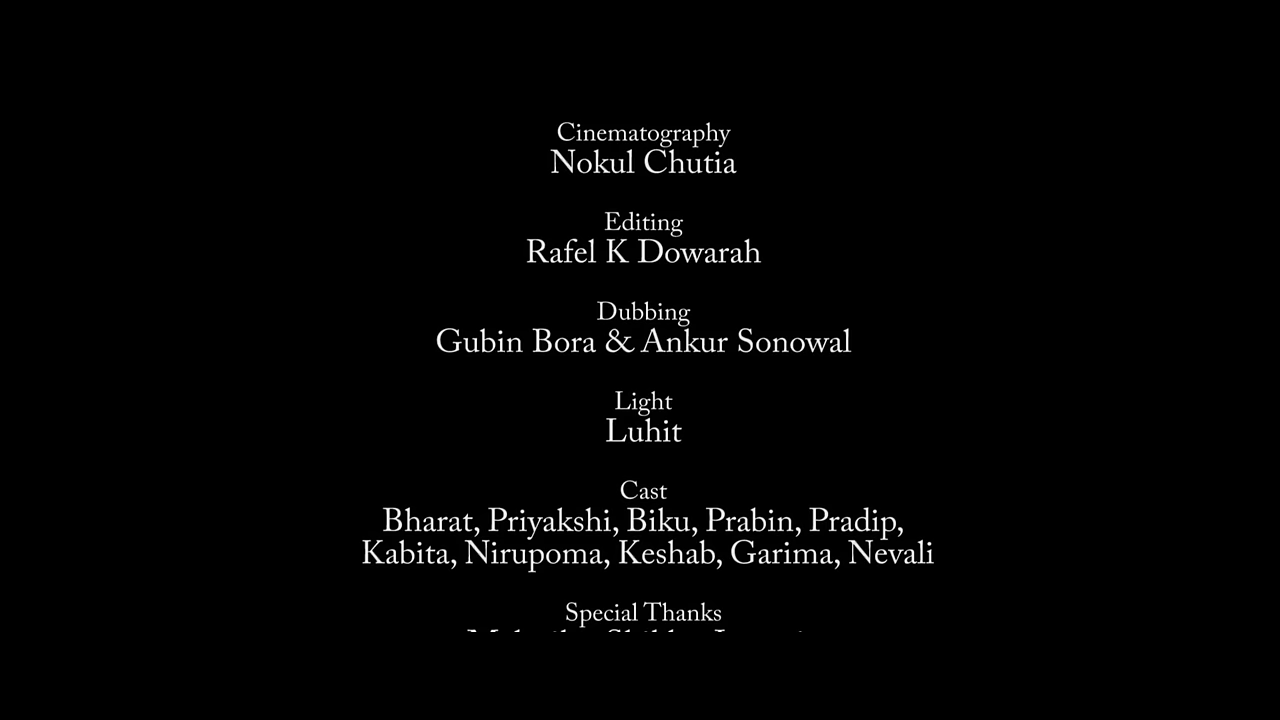 Cinematography
Nokul Chutia
Editing
Rafel K Dowarah
Dubbing
Gubin Bora & Ankur Sonowal
Light
Luhit
Cast
Bharat, Priyakshi, Biku, Prabin, Pradip,
Kabita, Nirupoma, Keshab, Garima, Nevali
Special Thanks